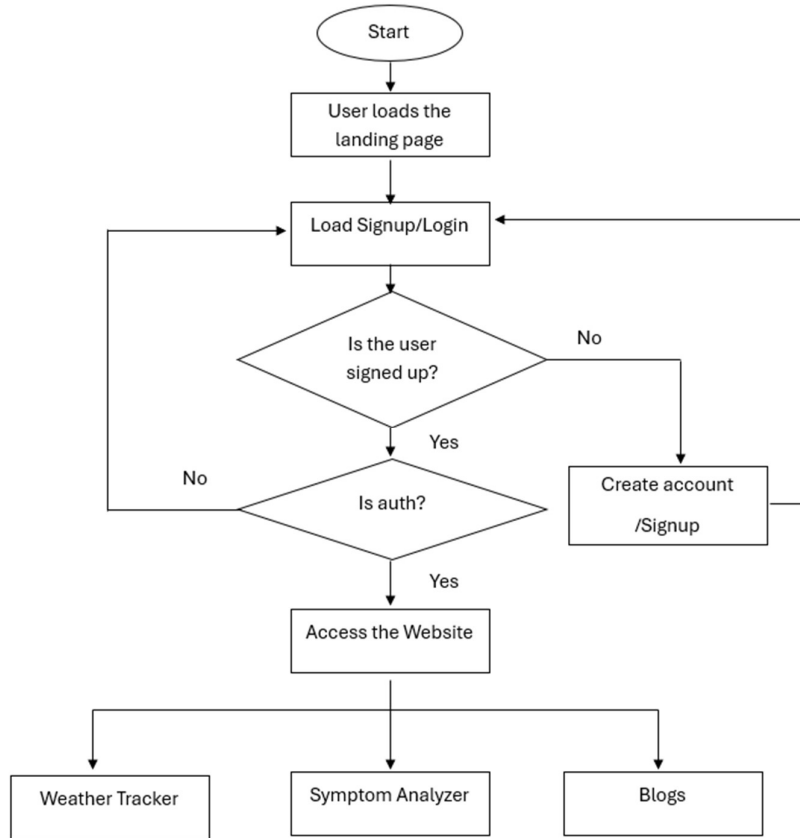 Start
User loads the
landing page
Load Signup/Login
Is the user
signed up?
No
Yes
No
Is auth?
Create account
/Signup
Yes
Access the Website
Weather Tracker
Symptom Analyzer
Blogs